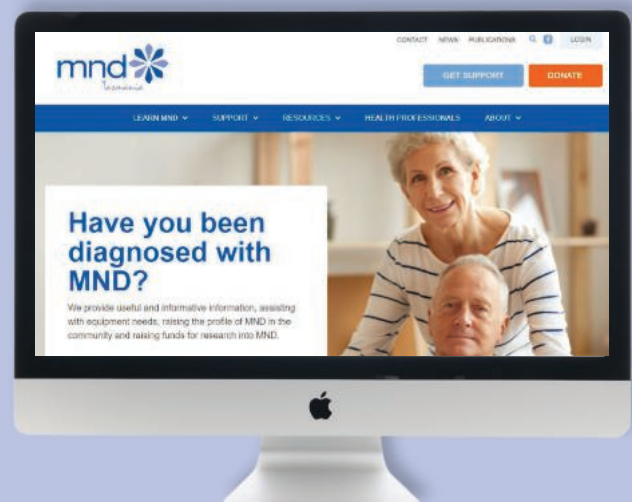 CONTACT NEWS PUBLICATIONS LOGIN
mnd
Tasmania
GET SUPPORT DONATE
LEARN MND SUPPORT RESOURCES HEALTH PROFESSIONALS ABOUT
Have you been
diagnosed with
MND?
We provide useful and informative information, assisting
with equipment needs, raising the profile of MND in the
community and raising funds for research into MND.